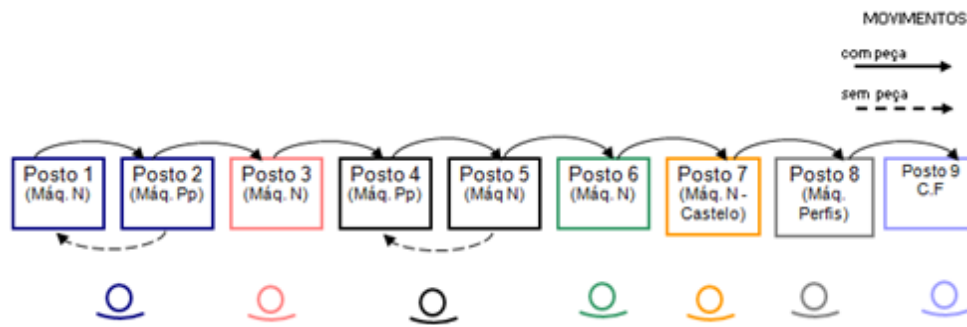 MOVIMENTOS
com peça
sem peça
Posto 1
(Máq. N)
Posto 2
(Máq. Pp)
Posto 3
(Máq. N)
Posto 4
(Máq. Pp)
Posto 5
(Máq N)
Posto 6
(Máq. N)
Posto 7
(Máq. N -
Castelo)
Posto 8
(Máq.
Perfis)
Posto 9
C.F